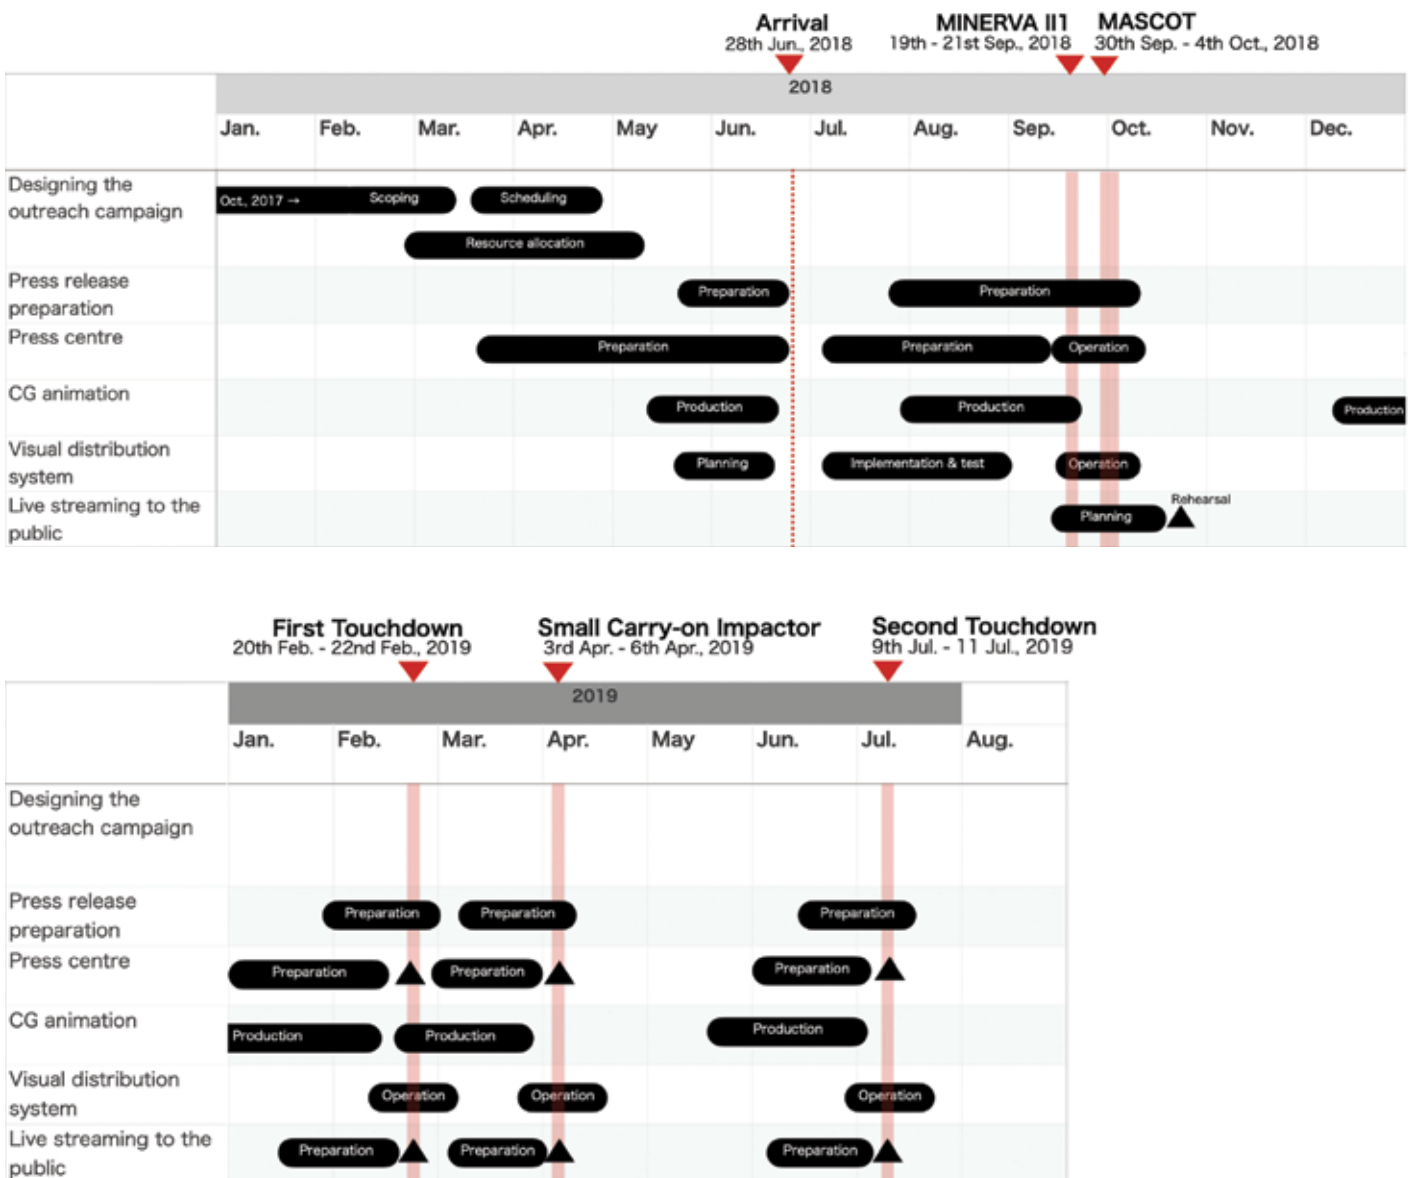 Arrival
28th Jun., 2018
MINERVA II1
19th - 21st Sep., 2018
MASCOT
30th Sep. - 4th Oct., 2018
2018
Jan. Feb. Mar. Apr. May Jun. Jul. Aug. Sep. Oct. Nov. Dec.
Designing the
outreach campaign
Oct., 2017 → Scoping Scheduling
Resource allocation
Press release
preparation
Preparation Preparation
Press centre
Preparation Preparation Operation
CG animation
Production Production Production
Visual distribution
system
Planning Implementation & test Operation
Live streaming to the
public
Planning Rehearsal
First Touchdown
20th Feb. - 22nd Feb., 2019
Small Carry-on Impactor
3rd Apr. - 6th Apr., 2019
Second Touchdown
9th Jul. - 11 Jul., 2019
2019
Jan. Feb. Mar. Apr. May Jun. Jul. Aug.
Designing the
outreach campaign
Press release
preparation
Preparation Preparation Preparation
Press centre
Preparation Preparation Preparation
CG animation
Production Production Production
Visual distribution
system
Operation Operation Operation
Live streaming to the
public
Preparation Preparation Preparation